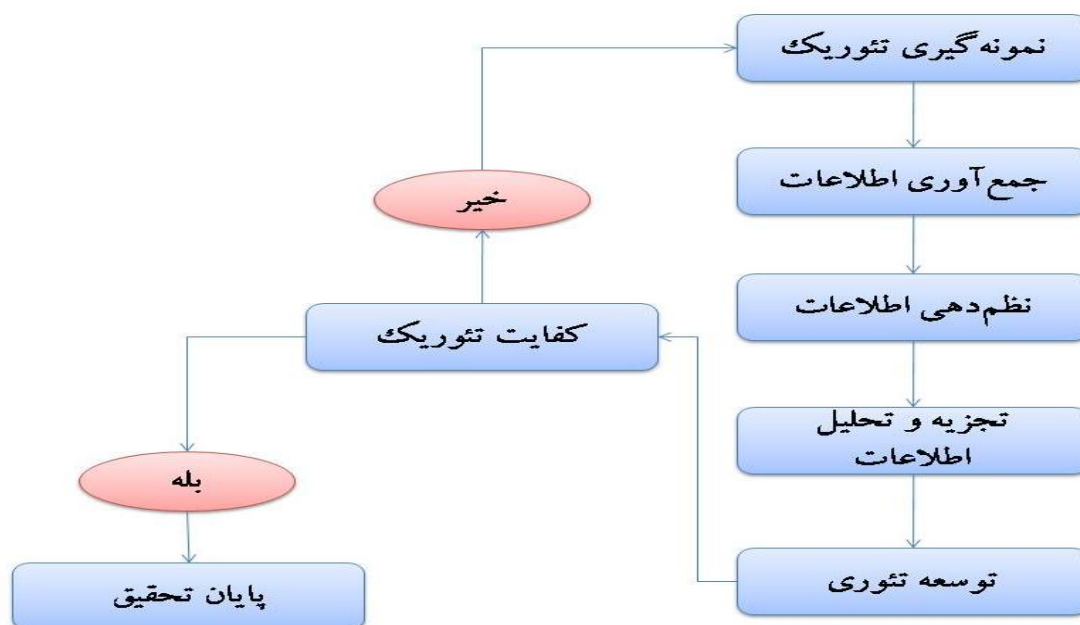 نمونه‌گیری تئوریک
جمع‌آوری اطلاعات
نظم‌دهی اطلاعات
تجزیه و تحلیل
اطلاعات
توسعه تئوری
کفایت تئوریک
خیر
بله
پایان تحقیق